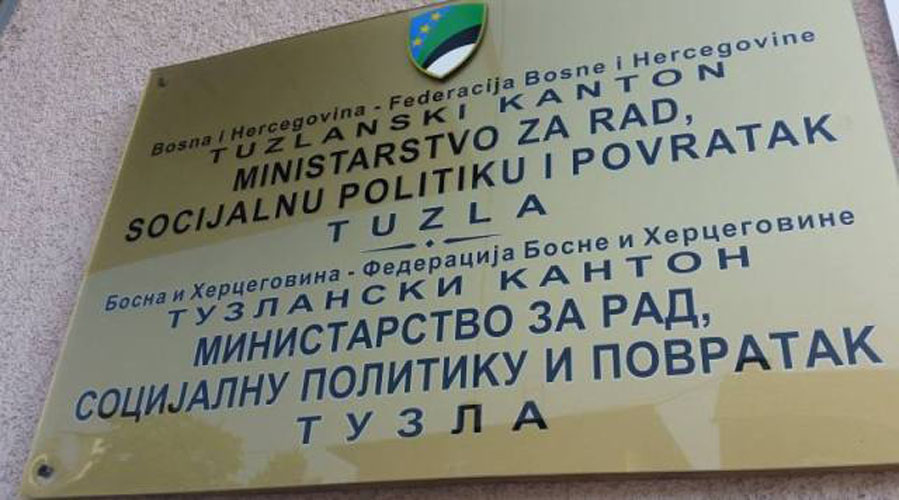 Bosna i Hercegovina - Federacija Bosne i Hercegovine
TUZLANSKI KANTON
MINISTARSTVO ZA RAD,
SOCIJALNU POLITIKU I POVRATAK
TUZLA
Босна и Херцеговина - Федерација Босне и Херцеговине
ТУЗЛАНСКИ КАНТОН
МИНИСТАРСТВО ЗА РАД,
СОЦИЈАЛНУ ПОЛИТИКУ И ПОВРАТАК
ТУЗЛА